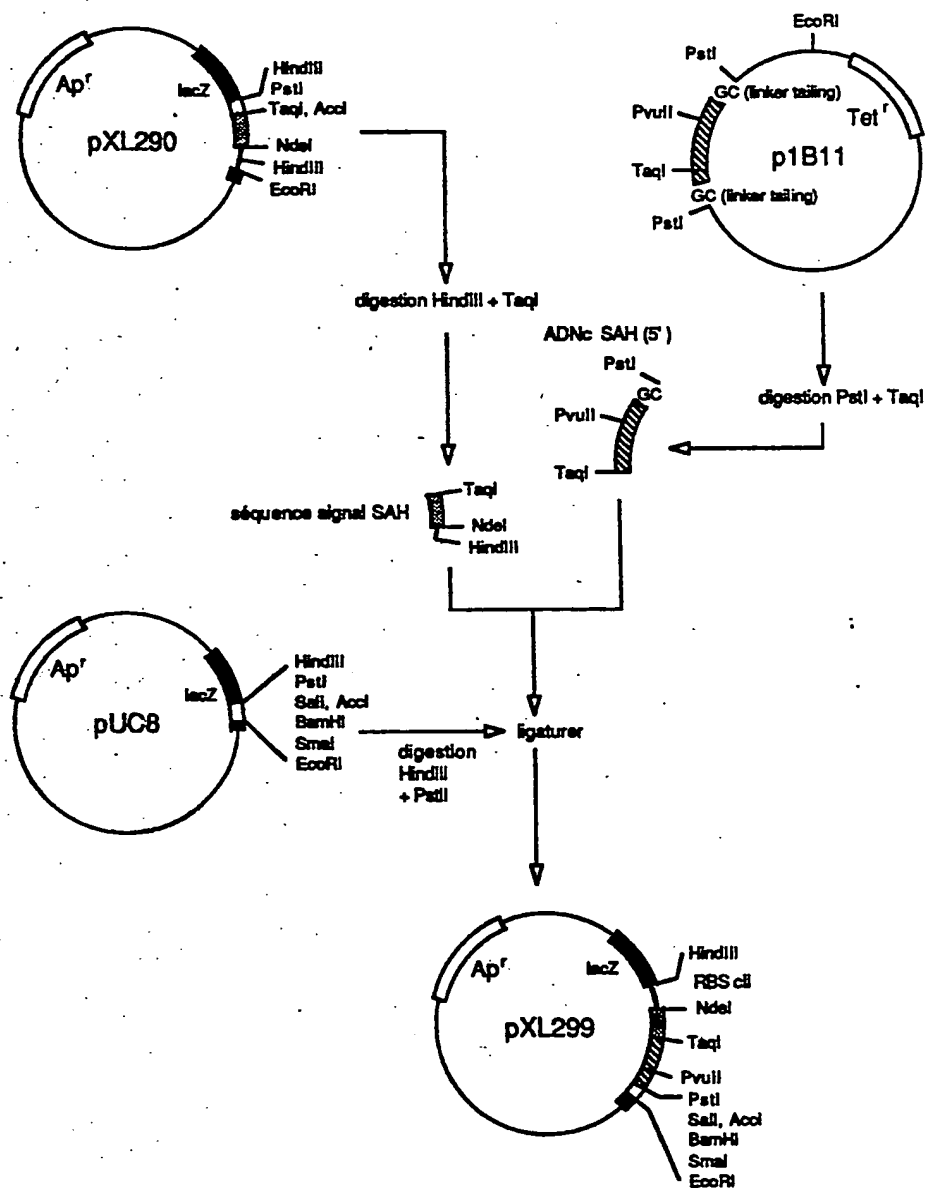 Apr
lacZ
HindIII
PstI
TaqI, AccI
NdeI
HindIII
EcoRI
pXL290
EcoRI
PstI
GC (linker tailing)
PvuII
Tetr
p1B11
TaqI
GC (linker tailing)
PstI
digestion HindIII + TaqI
ADNc SAH (5')
PstI
GC
PvuII
TaqI
digestion PstI + TaqI
TaqI
séquence signal SAH
NdeI
HindIII
Apr
lacZ
HindIII
PstI
SalI, AccI
BamHI
SmaI
EcoRI
pUC8
digestion
HindIII
+ PstII
ligaturer
Apr
lacZ
HindIII
RBS cII
NdeI
TaqI
pXL299
PvuII
PstI
SalI, AccI
BamHI
SmaI
EcoRI